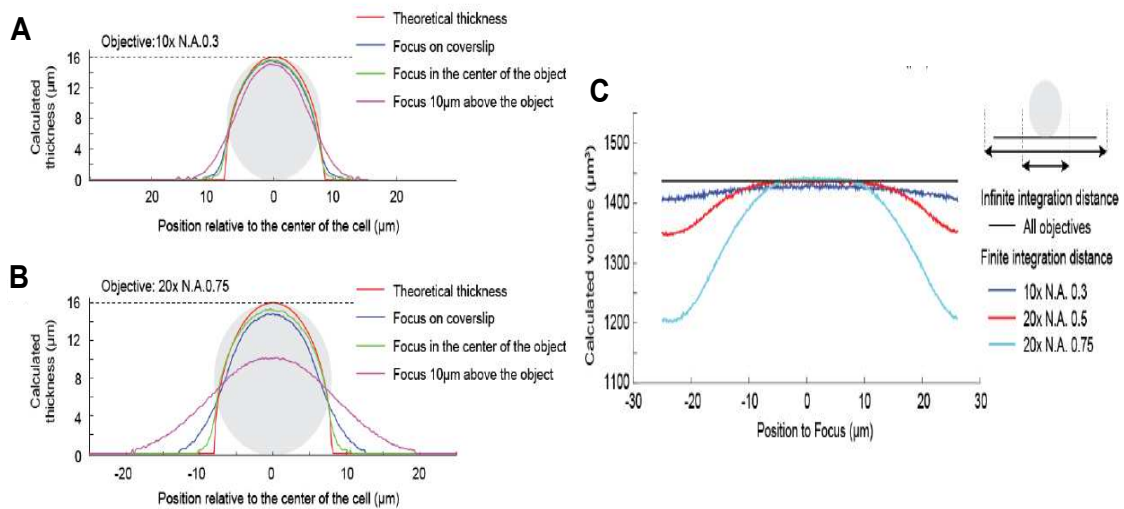 A
Objective:10x N.A.0.3
Theoretical thickness
Focus on coverslip
Focus in the center of the object
Focus 10µm above the object
Calculated
thickness (µm)
16
12
8
4
0
20
10
0
10
20
Position relative to the center of the cell (µm)
B
Objective: 20x N.A.0.75
Theoretical thickness
Focus on coverslip
Focus in the center of the object
Focus 10µm above the object
Calculated
thickness (µm)
16
12
8
4
0
-20
-10
0
10
20
Position relative to the center of the cell (µm)
C
Calculated volume (µm³)
1500
1400
1300
1200
1100
-30
-20
-10
0
10
20
30
Position to Focus (µm)
Infinite integration distance
All objectives
Finite integration distance
10x N.A. 0.3
20x N.A. 0.5
20x N.A. 0.75